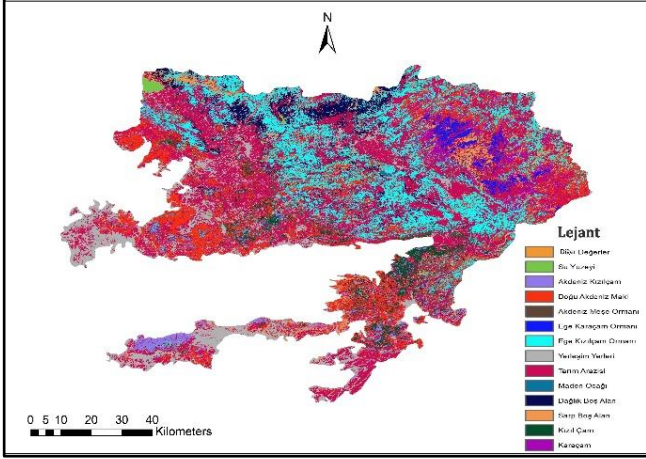 N
Lejant
Diğer Değerler
Su Yüzeyi
Akdeniz Kızılçam
Doğu Akdeniz Maki
Akdeniz Meşe Ormanı
Ege Karaçam Ormanı
Ege Kızılçam Ormanı
Yerleşim Yerleri
Tarım Arazisi
Maden Ocağı
Dağlık Boş Alan
Sarp Boş Alan
Kızıl Çam
Karaçam
0 5 10 20 30 40
Kilometers